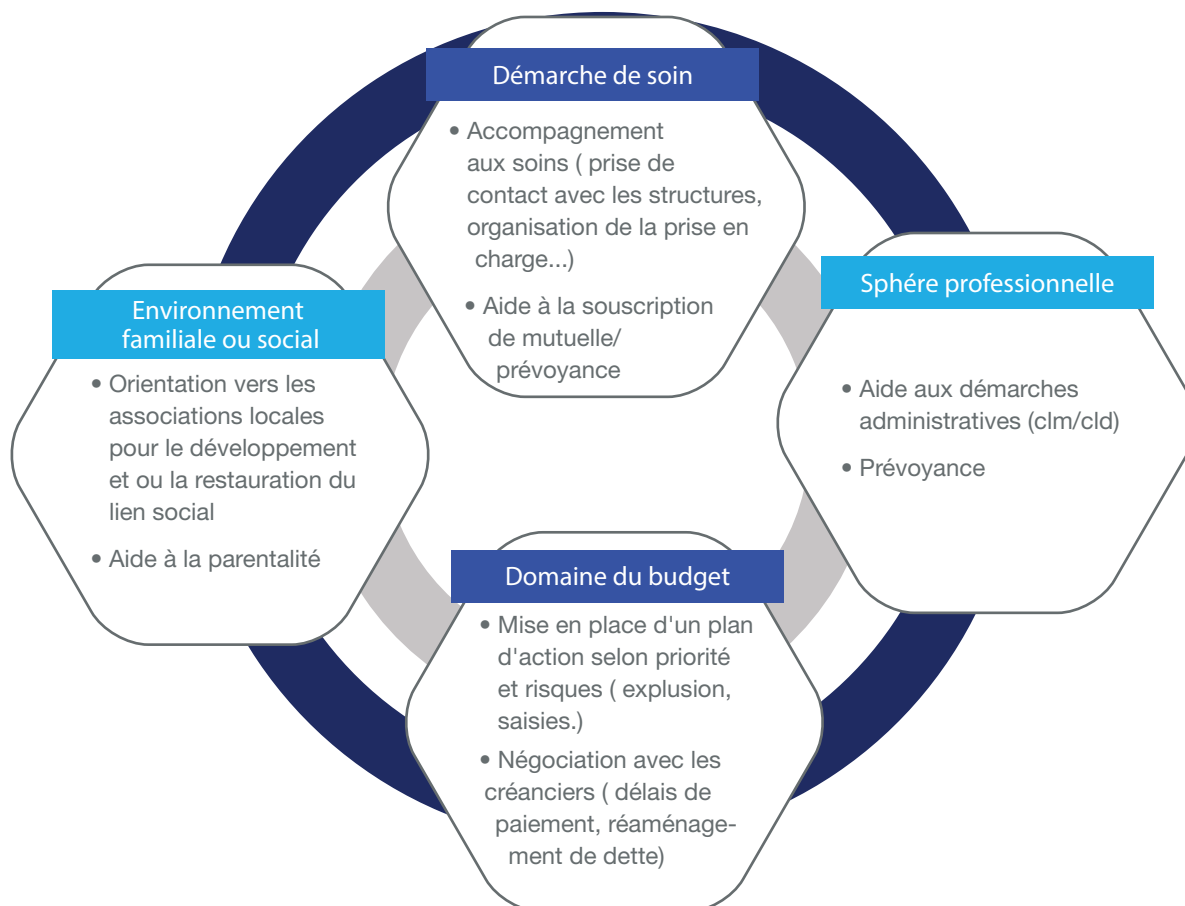 Démarche de soin
• Accompagnement
aux soins ( prise de
contact avec les structures,
organisation de la prise en
charge...)
• Aide à la souscription
de mutuelle/
prévoyance
Environnement
familiale ou social
• Orientation vers les
associations locales
pour le développement
et ou la restauration du
lien social
• Aide à la parentalité
Sphére professionnelle
• Aide aux démarches
administratives (clm/cld)
• Prévoyance
Domaine du budget
• Mise en place d'un plan
d'action selon priorité
et risques ( explusion,
saisies.)
• Négociation avec les
créanciers ( délais de
paiement, réaménage-
ment de dette)